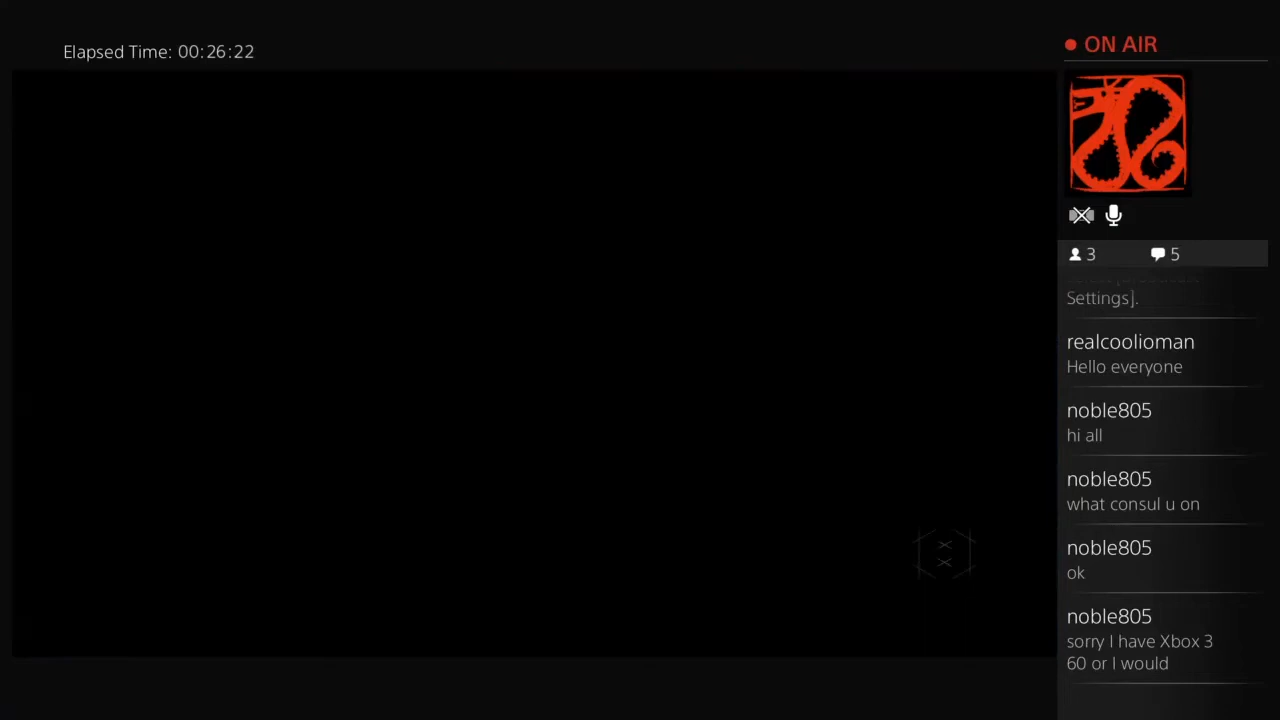 Elapsed Time: 00:26:22
ON AIR
3 5
Settings].
realcoolioman
Hello everyone
noble805
hi all
noble805
what consul u on
noble805
ok
noble805
sorry I have Xbox 3
60 or I would